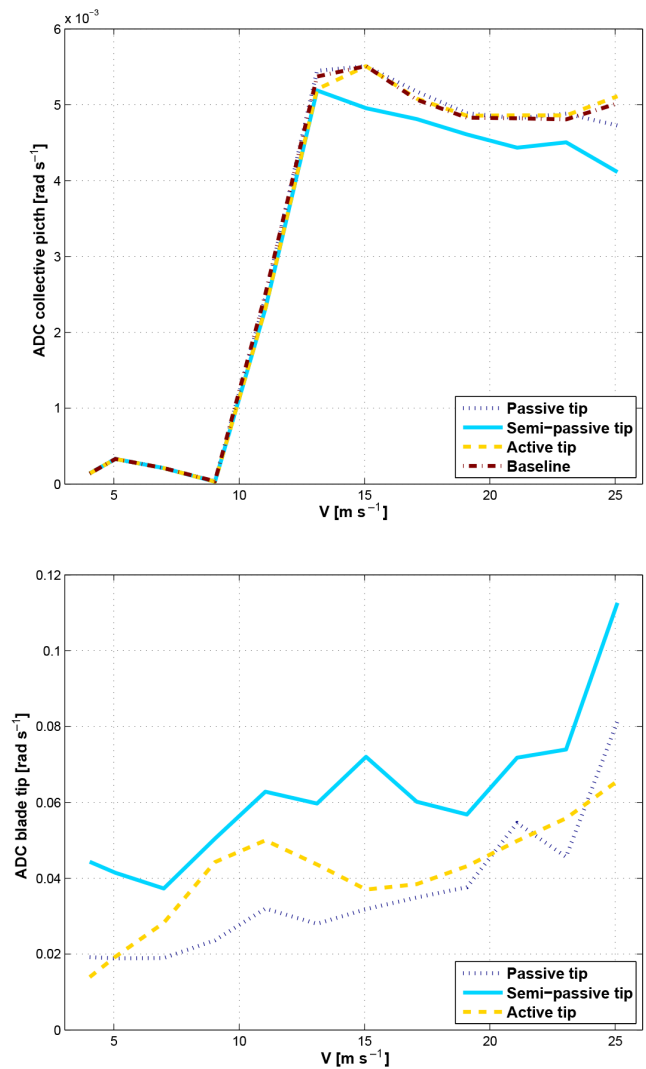 x 10⁻³
6
5
4
3
2
1
0
ADC collective picth [rad s⁻¹]
Passive tip
Semi−passive tip
Active tip
Baseline
5 10 15 20 25
V [m s⁻¹]
0.12
0.1
0.08
0.06
0.04
0.02
0
ADC blade tip [rad s⁻¹]
Passive tip
Semi−passive tip
Active tip
5 10 15 20 25
V [m s⁻¹]